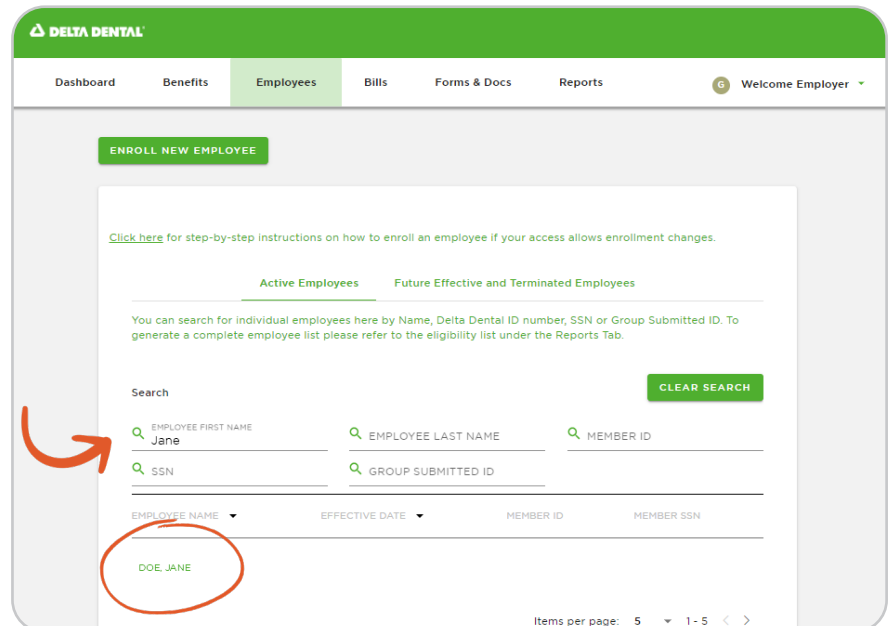 DELTA DENTAL
Dashboard Benefits Employees Bills Forms & Docs Reports G Welcome Employer
ENROLL NEW EMPLOYEE
Click here for step-by-step instructions on how to enroll an employee if your access allows enrollment changes.
Active Employees Future Effective and Terminated Employees
You can search for individual employees here by Name, Delta Dental ID number, SSN or Group Submitted ID. To
generate a complete employee list please refer to the eligibility list under the Reports Tab.
Search
CLEAR SEARCH
EMPLOYEE FIRST NAME
Jane EMPLOYEE LAST NAME MEMBER ID
SSN GROUP SUBMITTED ID
EMPLOYEE NAME EFFECTIVE DATE MEMBER ID MEMBER SSN
DOE, JANE
Items per page: 5 1 - 5